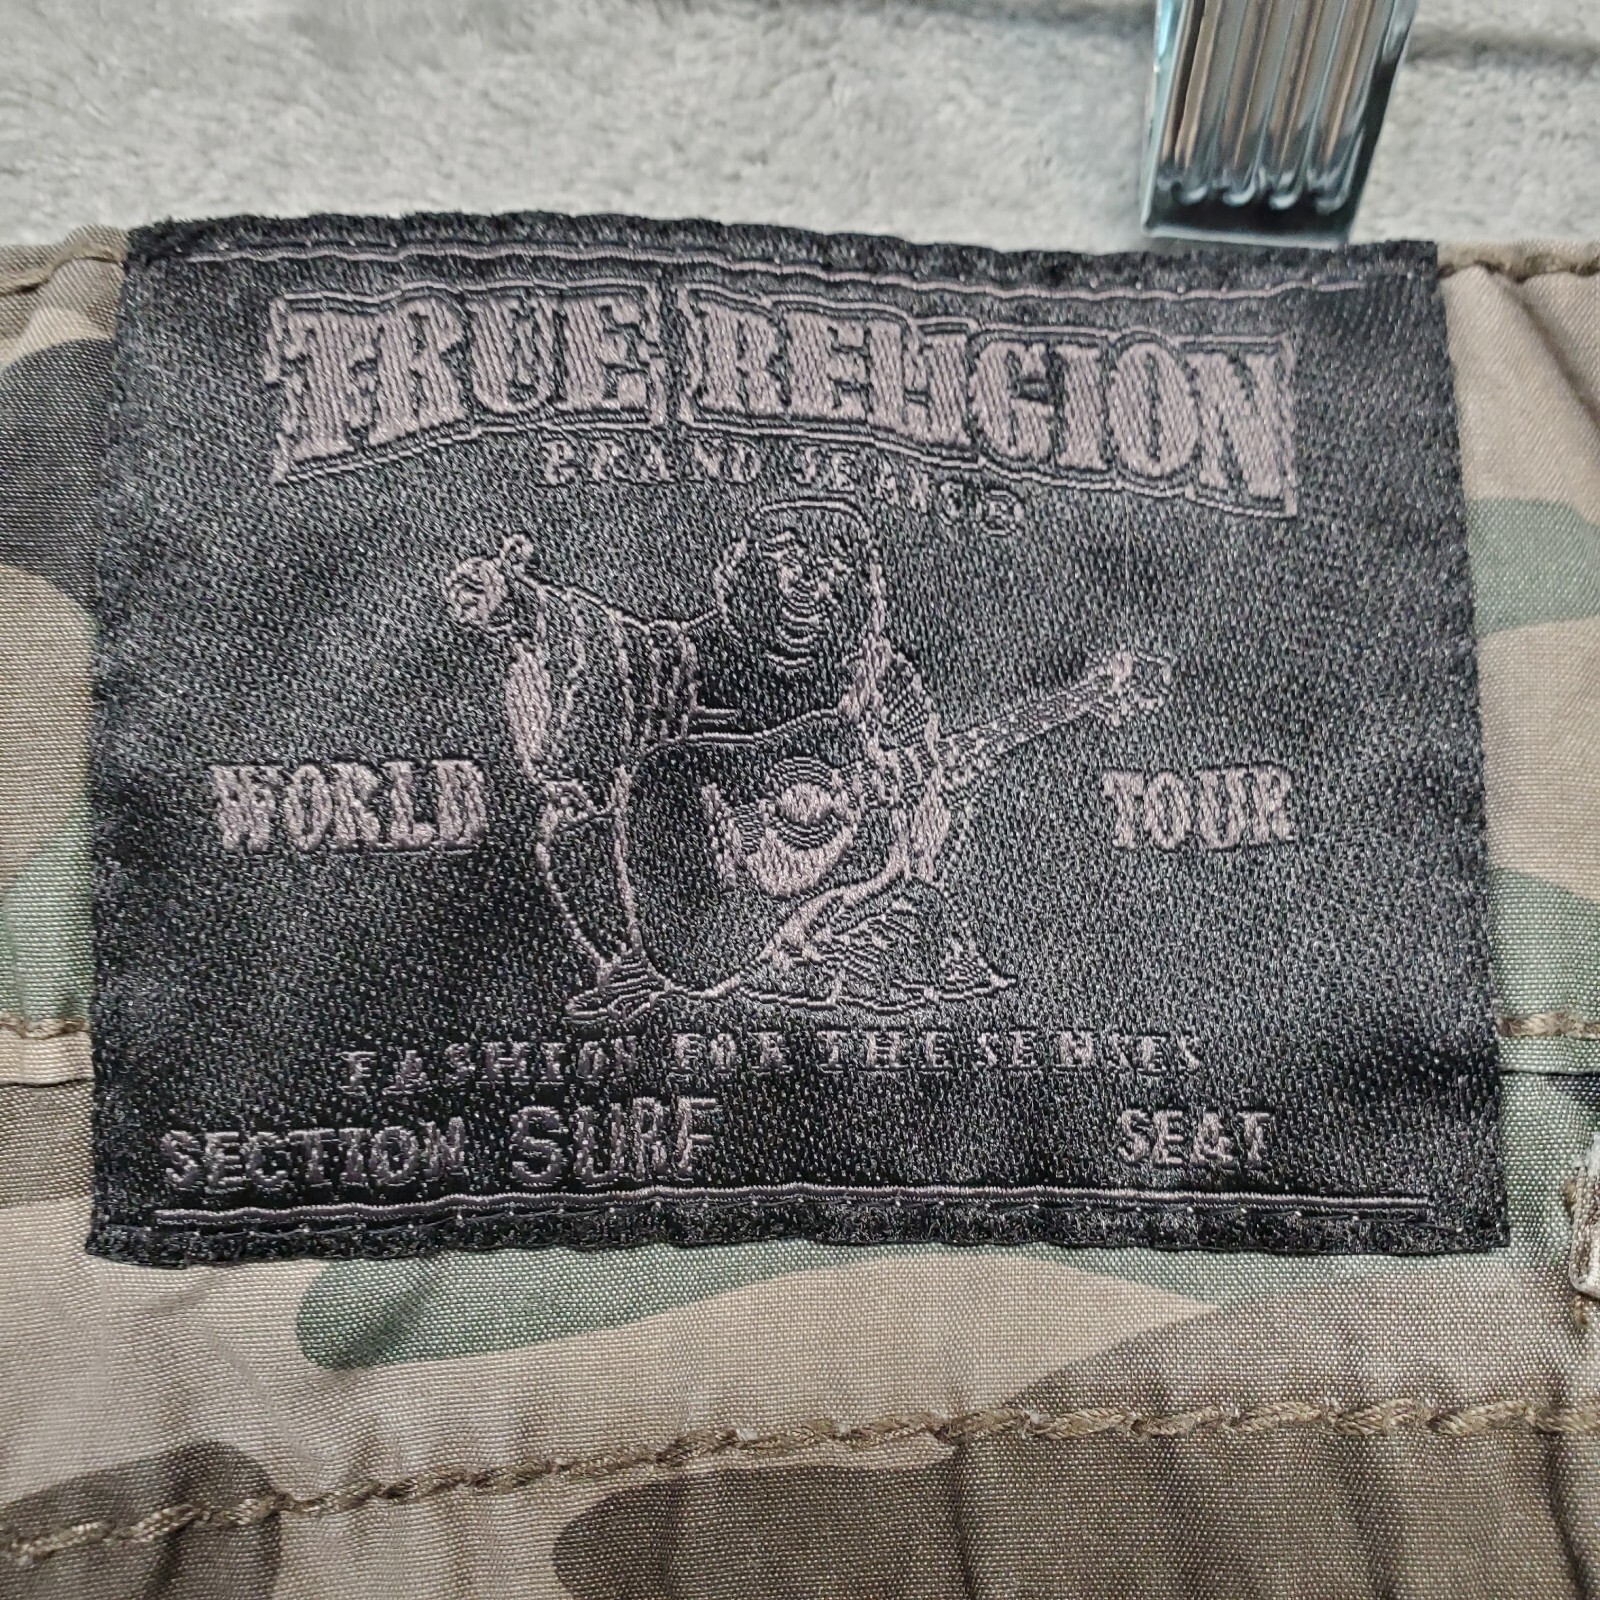 TRUE RELIGION
BRAND JEANS®
WORLD TOUR
FASHION FOR THE SENSES
SECTION SURF SEAT